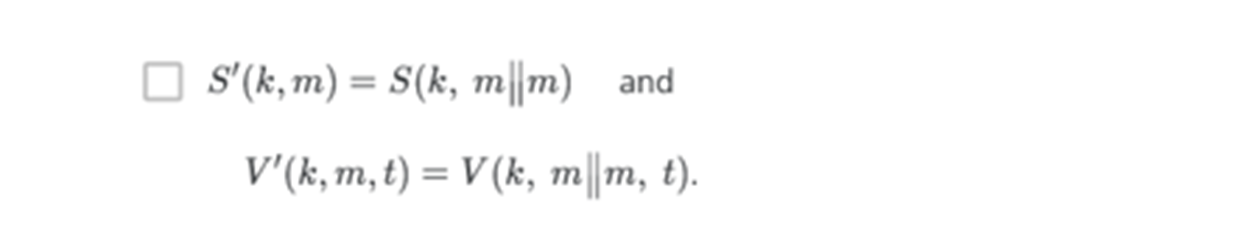 S′(k, m) = S(k, m∥m) and
V′(k, m, t) = V(k, m∥m, t).